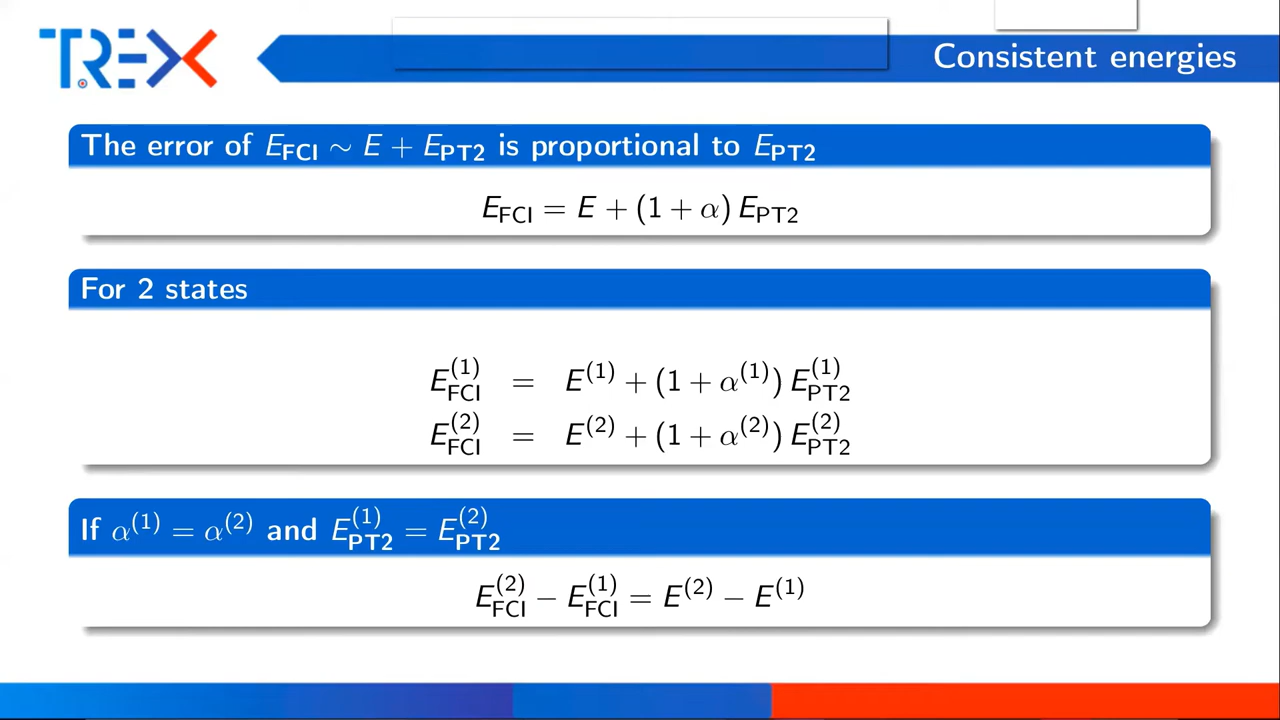 TREX
Consistent energies
The error of E_FCI ∼ E + E_PT2 is proportional to E_PT2
E_FCI = E + (1 + α) E_PT2
For 2 states
E_FCI^(1) = E^(1) + (1 + α^(1)) E_PT2^(1)
E_FCI^(2) = E^(2) + (1 + α^(2)) E_PT2^(2)
If α^(1) = α^(2) and E_PT2^(1) = E_PT2^(2)
E_FCI^(2) − E_FCI^(1) = E^(2) − E^(1)